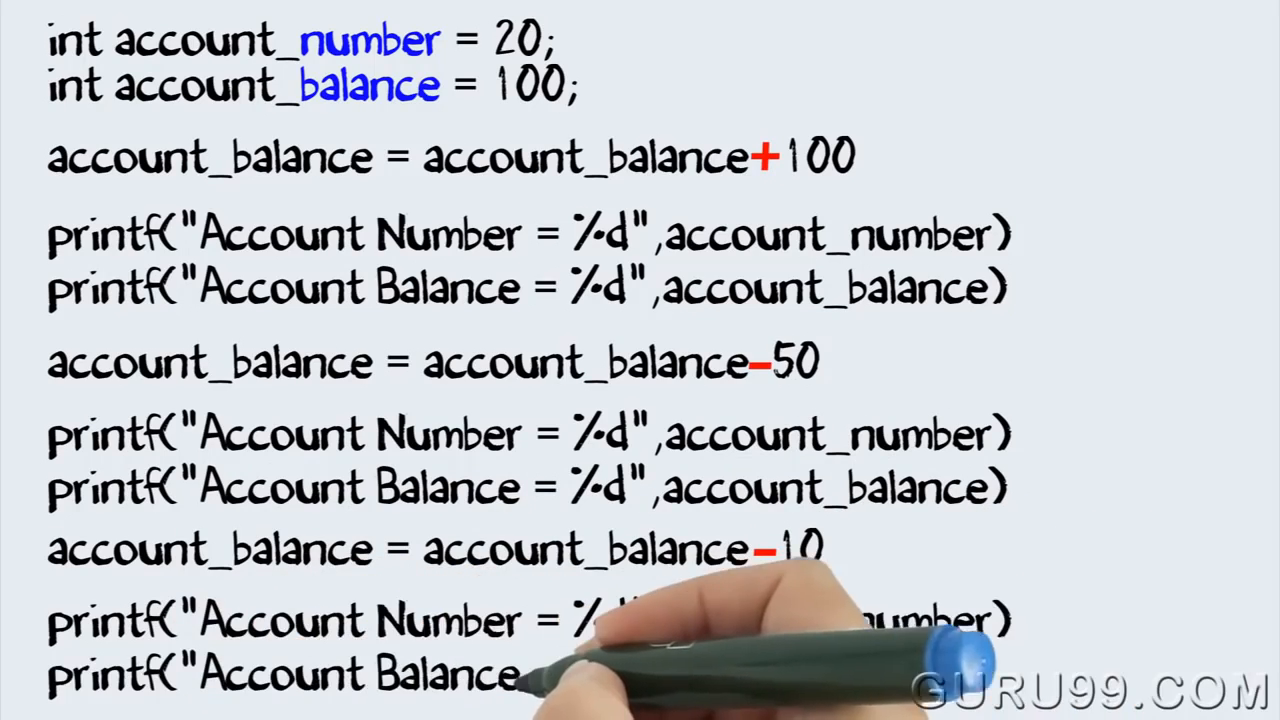 int account_number = 20;
int account_balance = 100;
account_balance = account_balance+100
printf("Account Number = %d",account_number)
printf("Account Balance = %d",account_balance)
account_balance = account_balance-50
printf("Account Number = %d",account_number)
printf("Account Balance = %d",account_balance)
account_balance = account_balance-10
printf("Account Number = number)
printf("Account Balance
GURU99.COM